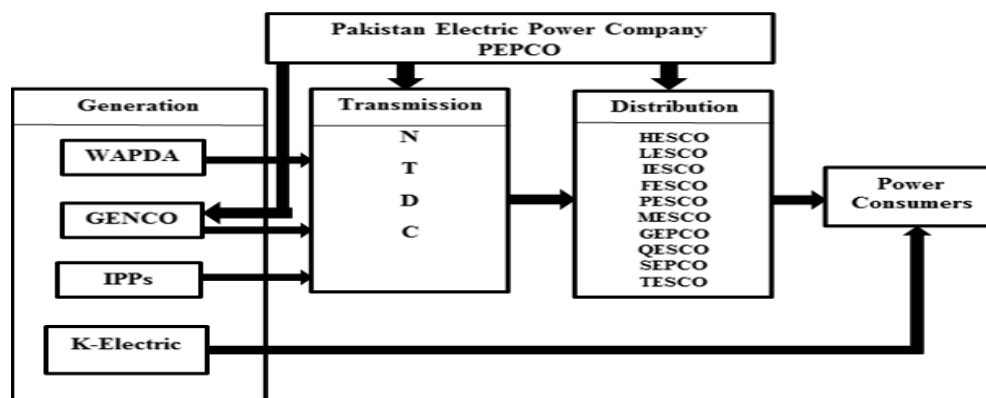 Pakistan Electric Power Company
PEPCO
Generation
WAPDA
GENCO
IPPs
K-Electric
Transmission
N
T
D
C
Distribution
HESCO
LESCO
IESCO
FESCO
PESCO
MESCO
GEPCO
QESCO
SEPCO
TESCO
Power
Consumers